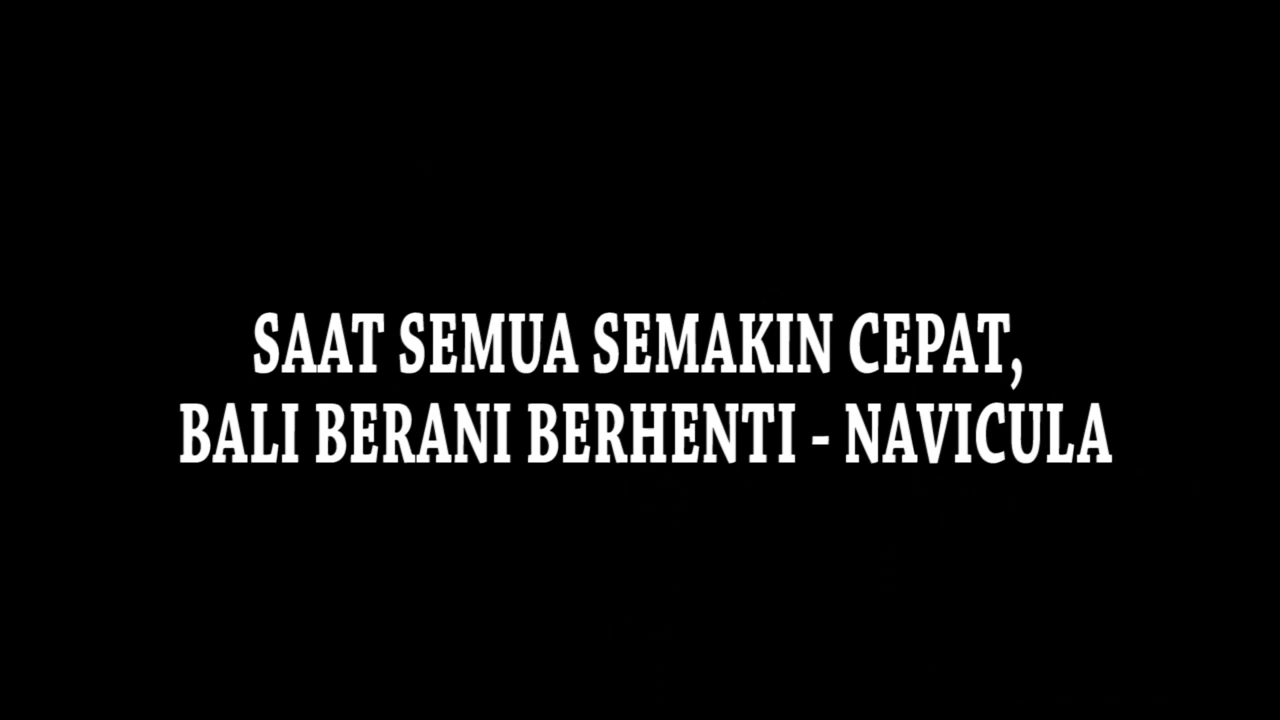 SAAT SEMUA SEMAKIN CEPAT,
BALI BERANI BERHENTI - NAVICULA